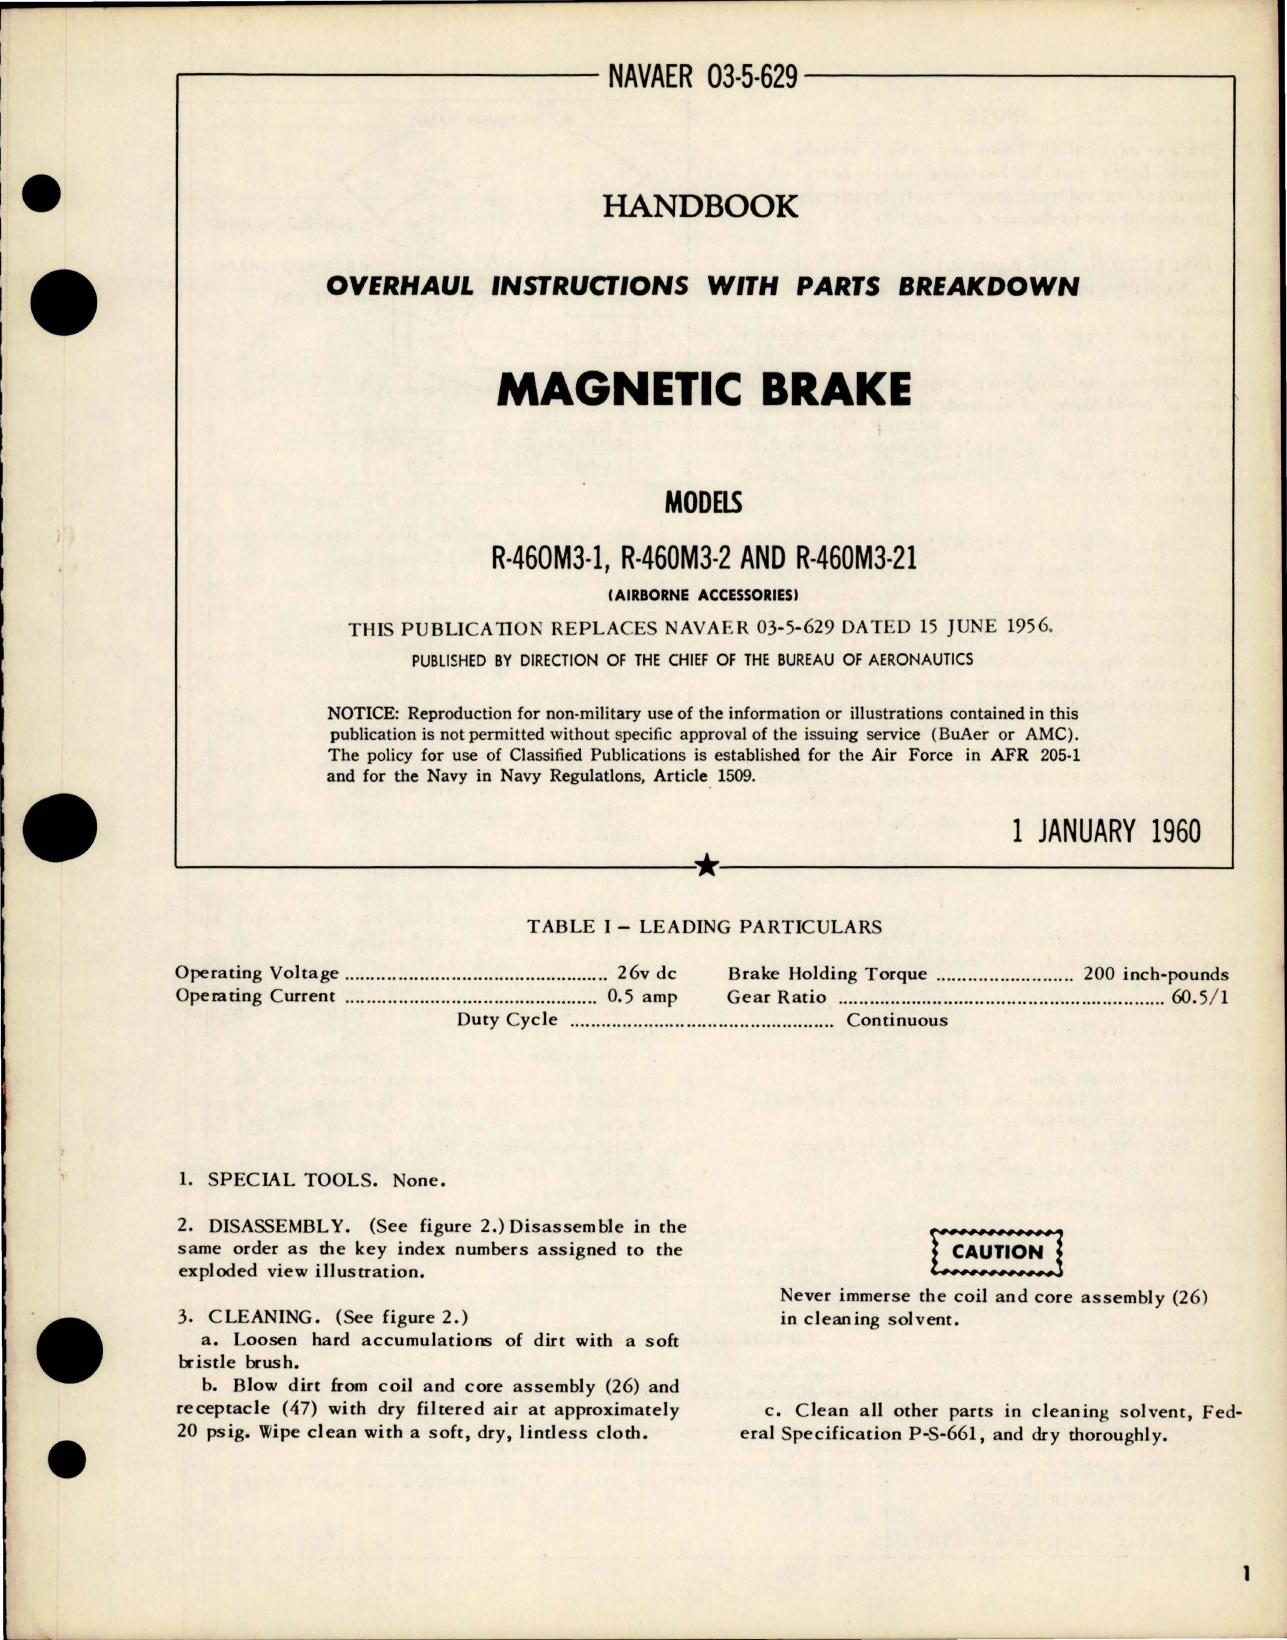 NAVAER 03-5-629
HANDBOOK
OVERHAUL INSTRUCTIONS WITH PARTS BREAKDOWN
MAGNETIC BRAKE
MODELS
R-460M3-1, R-460M3-2 AND R-460M3-21
(AIRBORNE ACCESSORIES)
THIS PUBLICATION REPLACES NAVAER 03-5-629 DATED 15 JUNE 1956.
PUBLISHED BY DIRECTION OF THE CHIEF OF THE BUREAU OF AERONAUTICS
NOTICE: Reproduction for non-military use of the information or illustrations contained in this
publication is not permitted without specific approval of the issuing service (BuAer or AMC).
The policy for use of Classified Publications is established for the Air Force in AFR 205-1
and for the Navy in Navy Regulations, Article 1509.
1 JANUARY 1960
TABLE I – LEADING PARTICULARS
Operating Voltage .................................................. 26v dc
Brake Holding Torque .......................... 200 inch-pounds
Operating Current ................................................. 0.5 amp
Gear Ratio ..................................................................... 60.5/1
Duty Cycle ................................................... Continuous
1. SPECIAL TOOLS. None.
2. DISASSEMBLY. (See figure 2.) Disassemble in the
same order as the key index numbers assigned to the
exploded view illustration.
3. CLEANING. (See figure 2.)
a. Loosen hard accumulations of dirt with a soft
bristle brush.
b. Blow dirt from coil and core assembly (26) and
receptacle (47) with dry filtered air at approximately
20 psig. Wipe clean with a soft, dry, lintless cloth.
CAUTION
Never immerse the coil and core assembly (26)
in cleaning solvent.
c. Clean all other parts in cleaning solvent, Fed-
eral Specification P-S-661, and dry thoroughly.
1